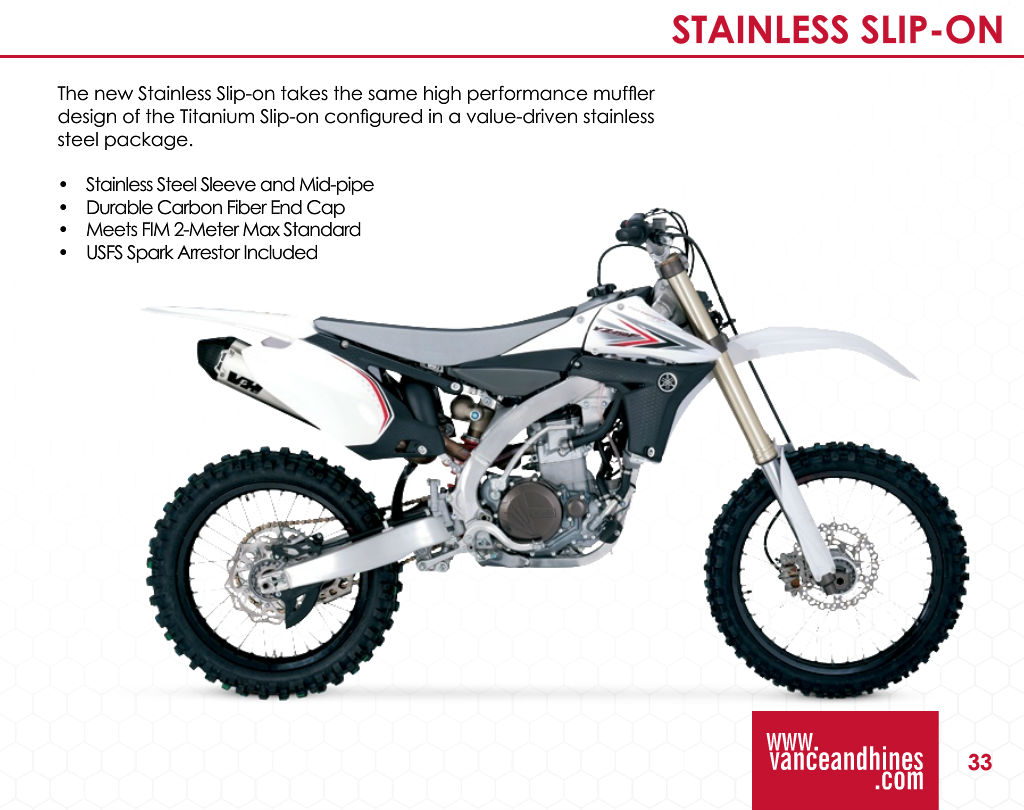 STAINLESS SLIP-ON
The new Stainless Slip-on takes the same high performance muffler
design of the Titanium Slip-on configured in a value-driven stainless
steel package.
• Stainless Steel Sleeve and Mid-pipe
• Durable Carbon Fiber End Cap
• Meets FIM 2-Meter Max Standard
• USFS Spark Arrestor Included
www.
vanceandhines
.com
33